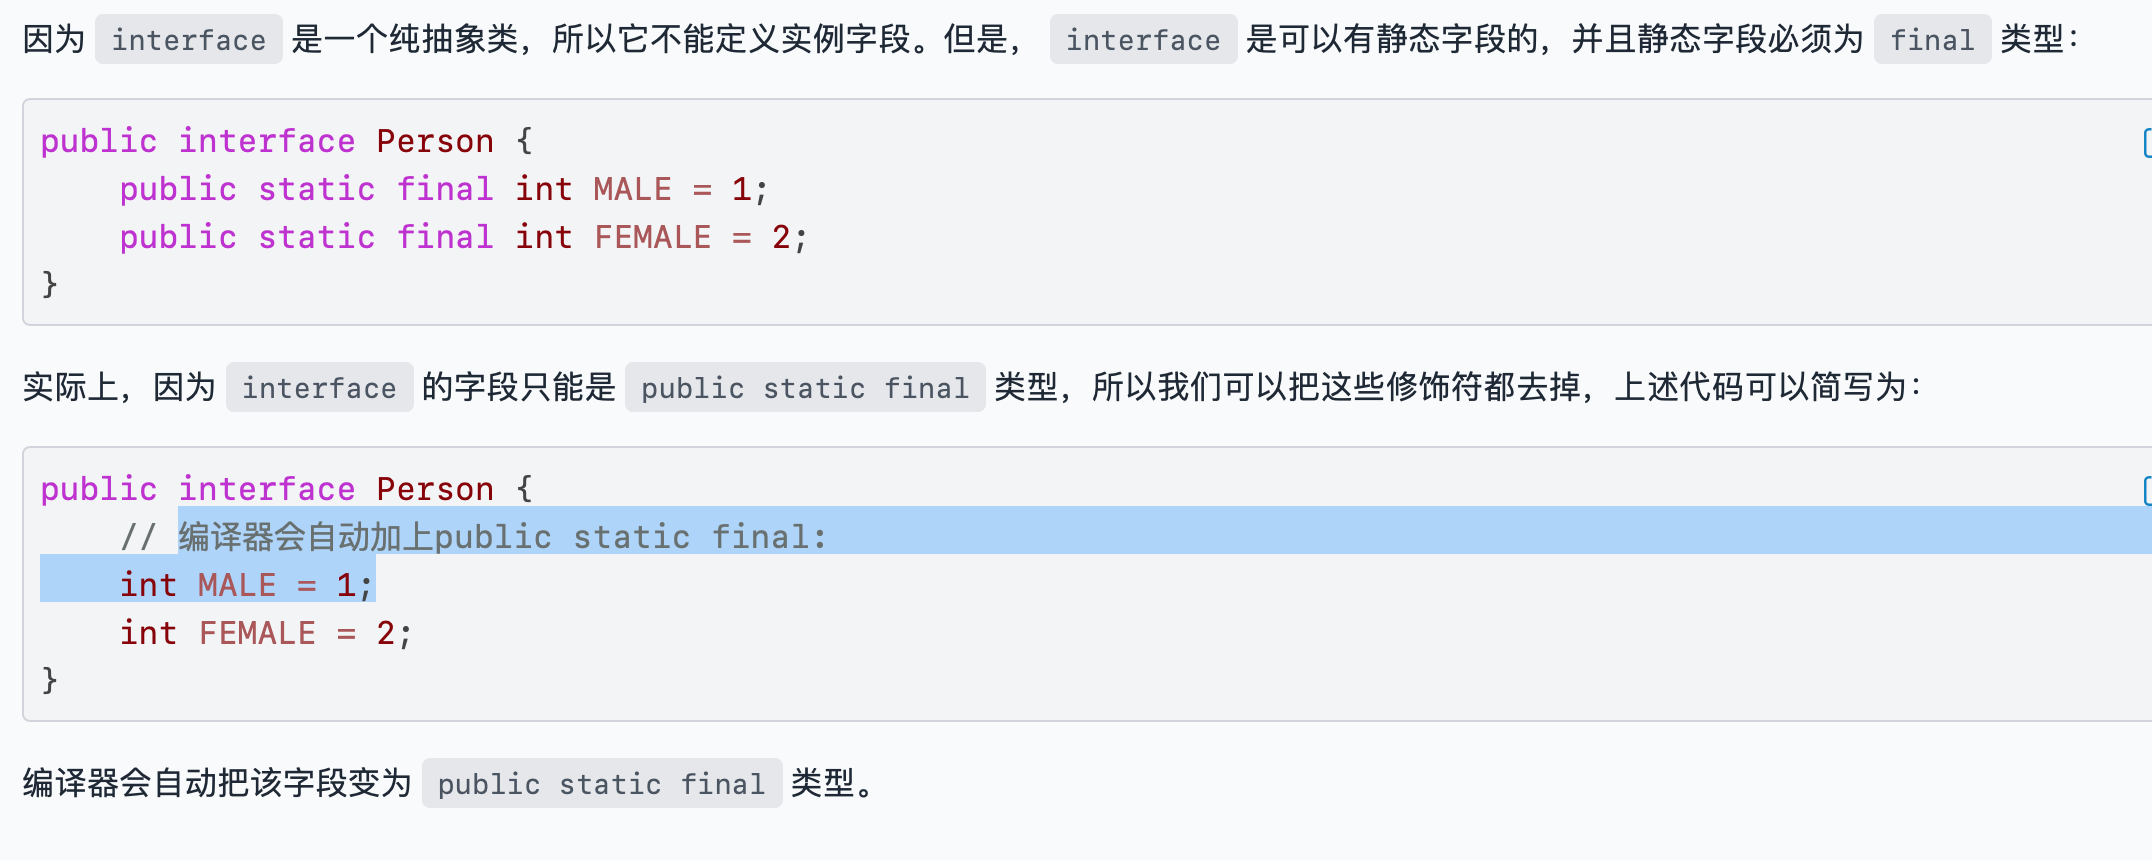 因为 interface 是一个纯抽象类，所以它不能定义实例字段。但是， interface 是可以有静态字段的，并且静态字段必须为 final 类型：
public interface Person {
    public static final int MALE = 1;
    public static final int FEMALE = 2;
}
实际上，因为 interface 的字段只能是 public static final 类型，所以我们可以把这些修饰符都去掉，上述代码可以简写为：
public interface Person {
    // 编译器会自动加上public static final:
    int MALE = 1;
    int FEMALE = 2;
}
编译器会自动把该字段变为 public static final 类型。